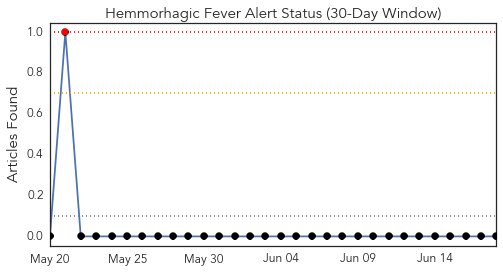 Hemmorhagic Fever Alert Status (30-Day Window)
Articles Found
1.0
0.8
0.6
0.4
0.2
0.0
May 20 May 25 May 30 Jun 04 Jun 09 Jun 14